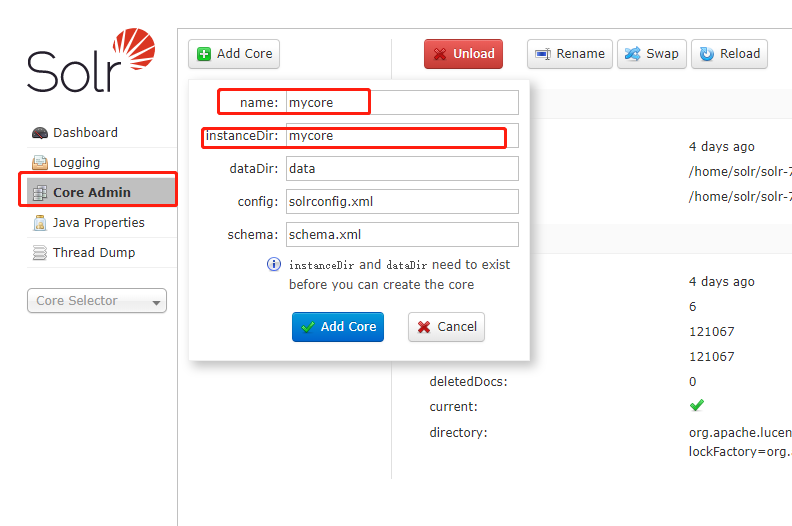 Solr
Add Core
Unload
Rename
Swap
Reload
name: mycore
instanceDir: mycore
dataDir: data
config: solrconfig.xml
schema: schema.xml
instanceDir and dataDir need to exist
before you can create the core
Add Core
Cancel
Dashboard
Logging
Core Admin
Java Properties
Thread Dump
Core Selector
4 days ago
/home/solr/solr-7
/home/solr/solr-7
4 days ago
6
121067
121067
deletedDocs: 0
current:
directory: org.apache.lucen
lockFactory=org.